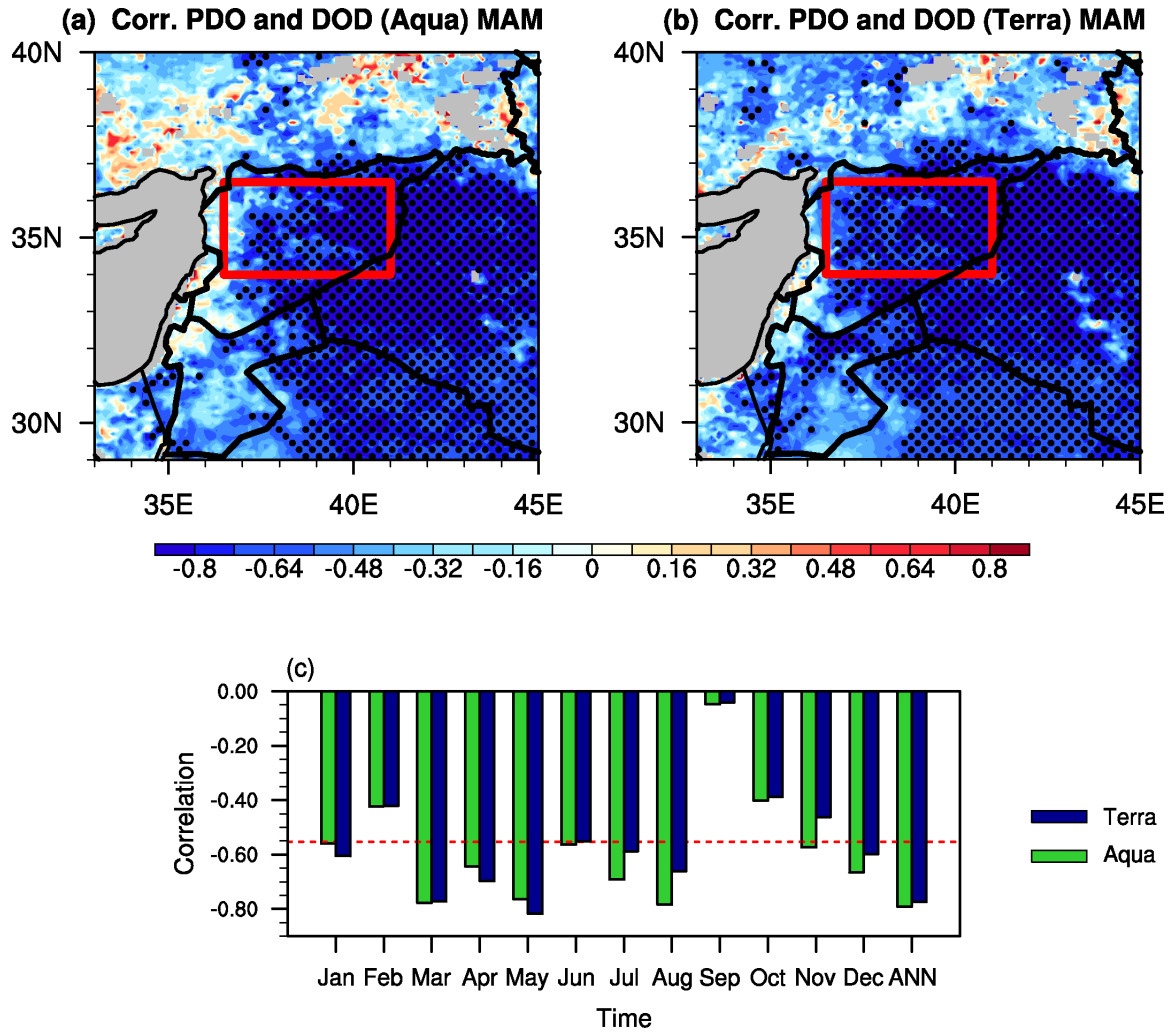 (a) Corr. PDO and DOD (Aqua) MAM
(b) Corr. PDO and DOD (Terra) MAM
40N 40N
35N 35N
30N 30N
35E 40E 45E 35E 40E 45E
-0.8 -0.64 -0.48 -0.32 -0.16 0 0.16 0.32 0.48 0.64 0.8
(c)
0.00
-0.20
-0.40
-0.60
-0.80
Correlation
Terra
Aqua
Jan Feb Mar Apr May Jun Jul Aug Sep Oct Nov Dec ANN
Time